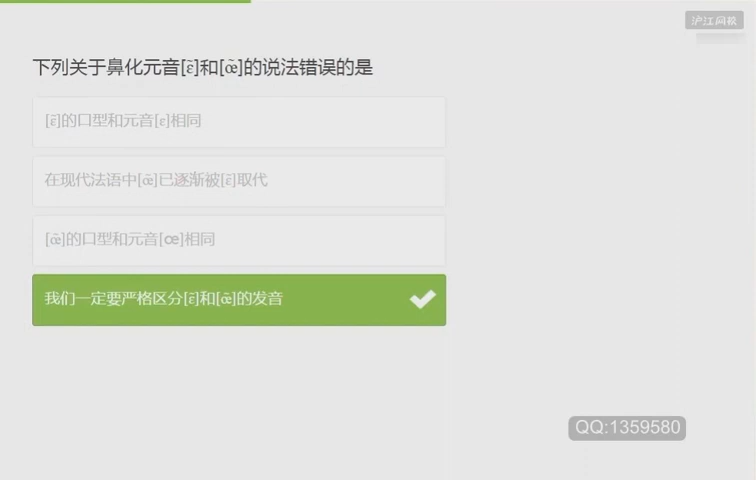 沪江网校
下列关于鼻化元音[ɛ̃]和[œ̃]的说法错误的是
[ɛ̃]的口型和元音[ɛ]相同
在现代法语中[œ̃]已逐渐被[ɛ̃]取代
[œ̃]的口型和元音[œ]相同
我们一定要严格区分[ɛ̃]和[œ̃]的发音
QQ:1359580